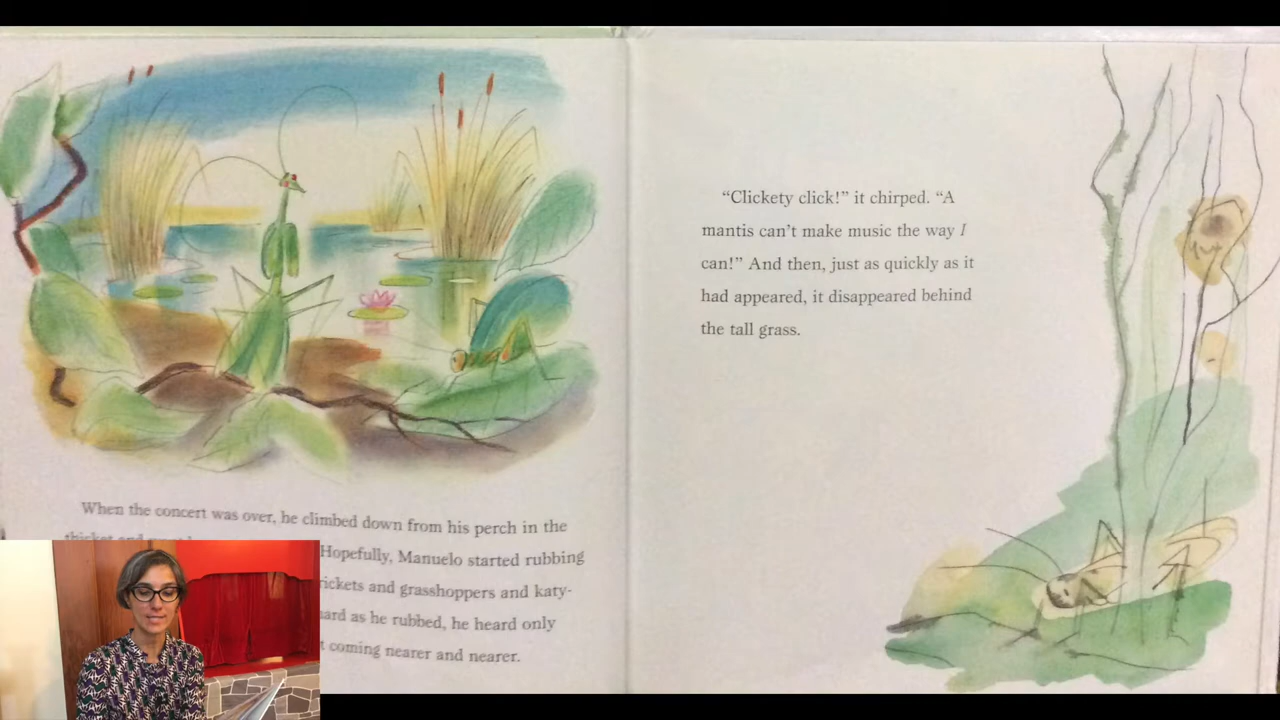 When the concert was over, he climbed down from his perch in the
thicket and
Hopefully, Manuelo started rubbing
rickets and grasshoppers and katy-
ard as he rubbed, he heard only
coming nearer and nearer.
“Clickety click!” it chirped. “A
mantis can’t make music the way I
can!” And then, just as quickly as it
had appeared, it disappeared behind
the tall grass.